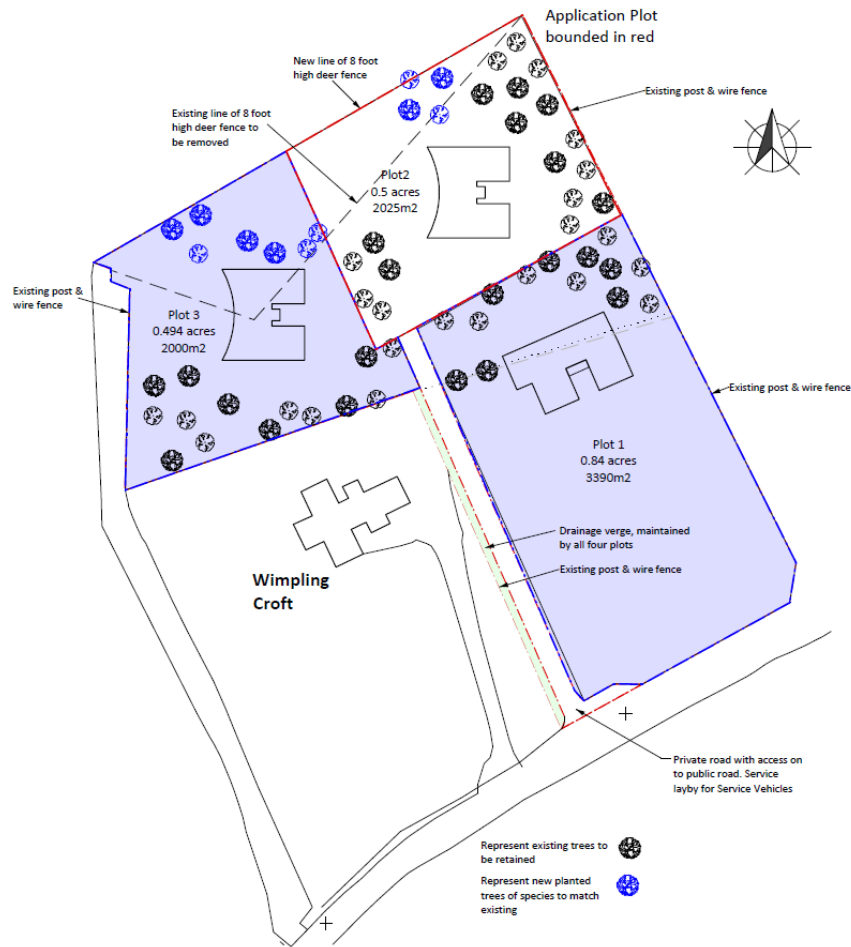 Application Plot
bounded in red
New line of 8 foot
high deer fence
Existing post & wire fence
Existing line of 8 foot
high deer fence to
be removed
Plot2
0.5 acres
2025m2
Existing post &
wire fence
Plot 3
0.494 acres
2000m2
Existing post & wire fence
Plot 1
0.84 acres
3390m2
Drainage verge, maintained
by all four plots
Existing post & wire fence
Wimpling
Croft
Private road with access on
to public road. Service
layby for Service Vehicles
Represent existing trees to
be retained
Represent new planted
trees of species to match
existing